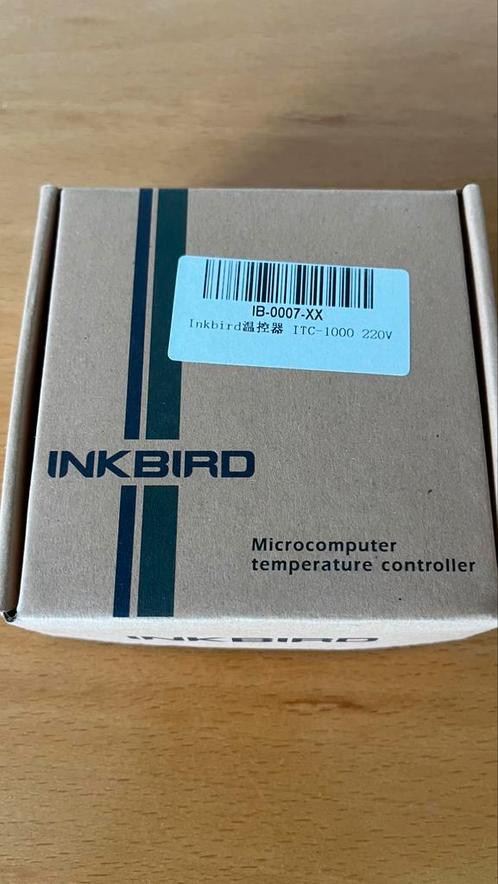 IB-0007-XX
Inkbird温控器 ITC-1000 220V
INKBIRD
Microcomputer
temperature controller
INKBIRD